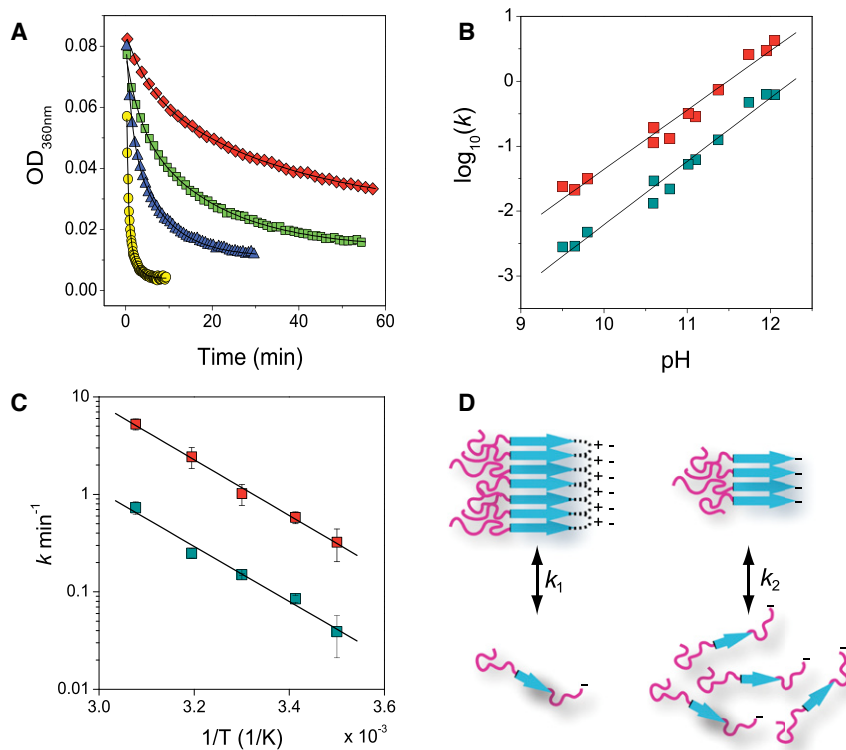 A
OD360nm
0.08
0.06
0.04
0.02
0.00
0 20 40 60
Time (min)
B
log10(k)
1
0
-1
-2
-3
9 10 11 12
pH
C
k min-1
10
1
0.1
0.01
3.0 3.2 3.4 3.6
1/T (1/K) x 10-3
D
+ -
+ -
+ -
+ -
+ -
-
-
-
-
k1
k2
-
-
-
-
-